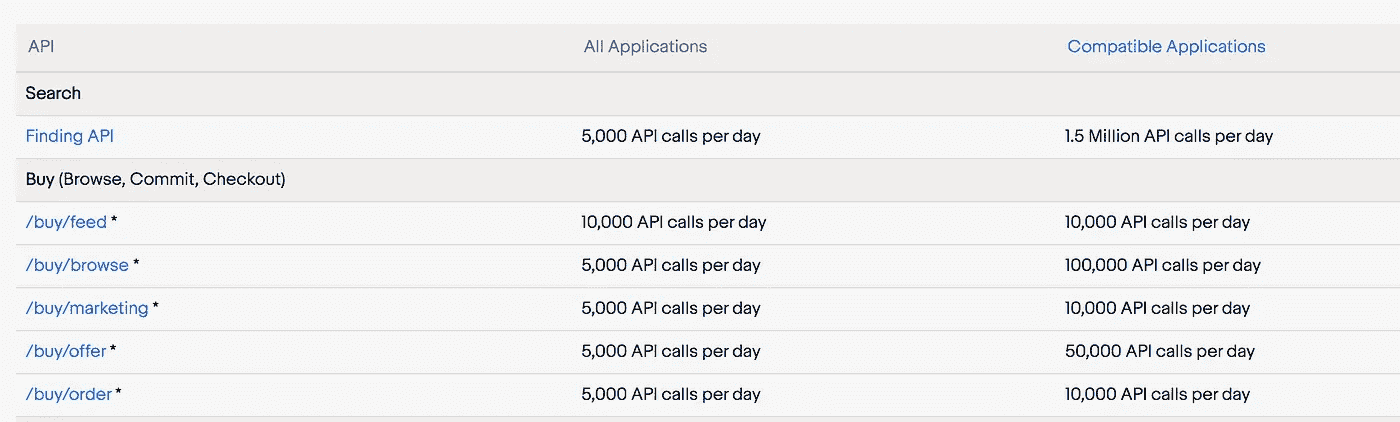 API All Applications Compatible Applications
Search
Finding API 5,000 API calls per day 1.5 Million API calls per day
Buy (Browse, Commit, Checkout)
/buy/feed * 10,000 API calls per day 10,000 API calls per day
/buy/browse * 5,000 API calls per day 100,000 API calls per day
/buy/marketing * 5,000 API calls per day 10,000 API calls per day
/buy/offer * 5,000 API calls per day 50,000 API calls per day
/buy/order * 5,000 API calls per day 10,000 API calls per day